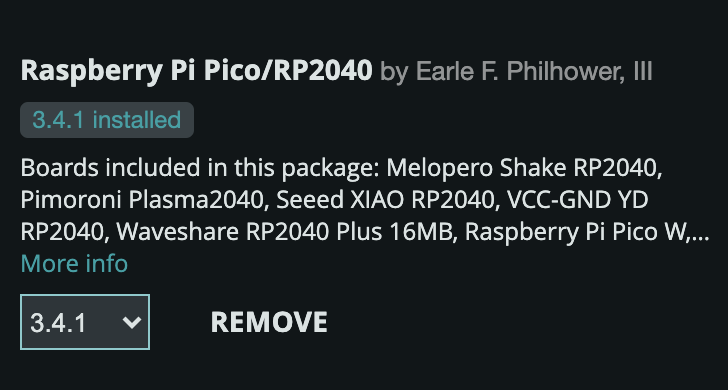 Raspberry Pi Pico/RP2040 by Earle F. Philhower, III
3.4.1 installed
Boards included in this package: Melopero Shake RP2040,
Pimoroni Plasma2040, Seeed XIAO RP2040, VCC-GND YD
RP2040, Waveshare RP2040 Plus 16MB, Raspberry Pi Pico W,...
More info
3.4.1 REMOVE